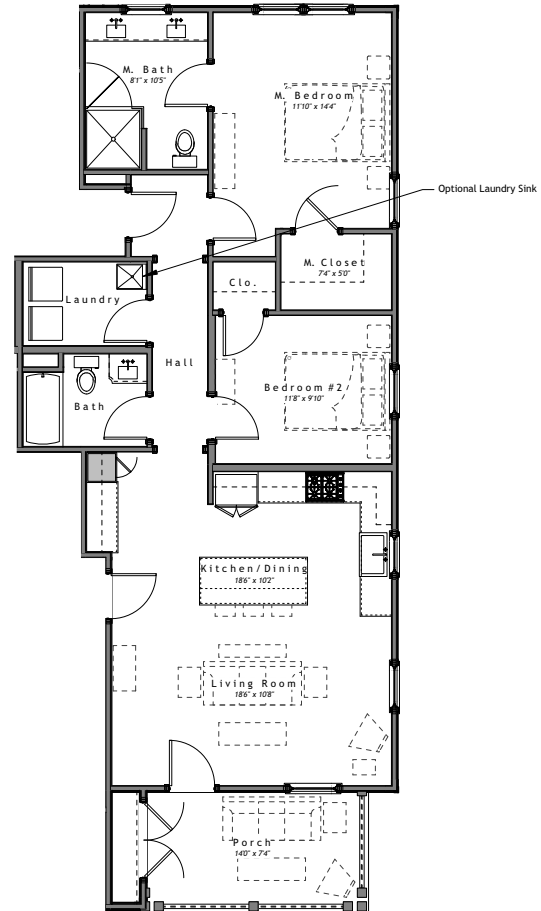 M. Bath
8'1" x 10'5"
M. Bedroom
11'10" x 14'4"
Optional Laundry Sink
M. Closet
7'4" x 5'0"
Clo.
Laundry
Hall
Bedroom #2
11'8" x 9'10"
Bath
Kitchen/Dining
18'6" x 10'2"
Living Room
18'6" x 10'8"
Porch
14'0" x 7'4"